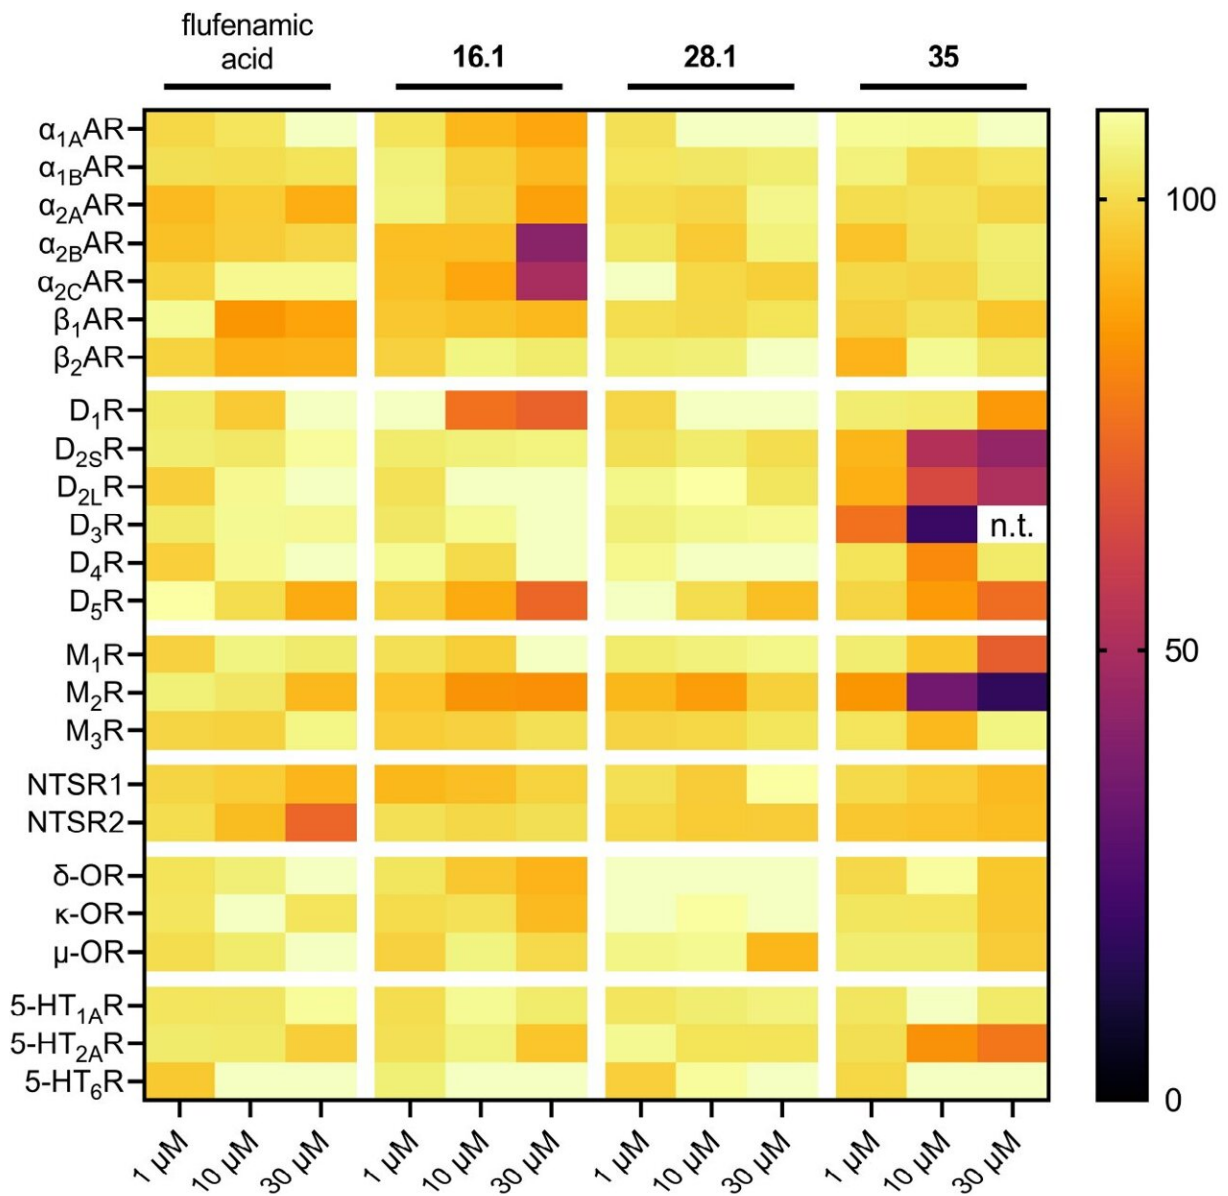 flufenamic
acid
16.1
28.1
35
α1AAR
α1BAR
α2AAR
α2BAR
α2CAR
β1AR
β2AR
D1R
D2SR
D2LR
D3R
n.t.
D4R
D5R
M1R
M2R
M3R
NTSR1
NTSR2
δ-OR
κ-OR
μ-OR
5-HT1AR
5-HT2AR
5-HT6R
1 μM
10 μM
30 μM
1 μM
10 μM
30 μM
1 μM
10 μM
30 μM
1 μM
10 μM
30 μM
100
50
0